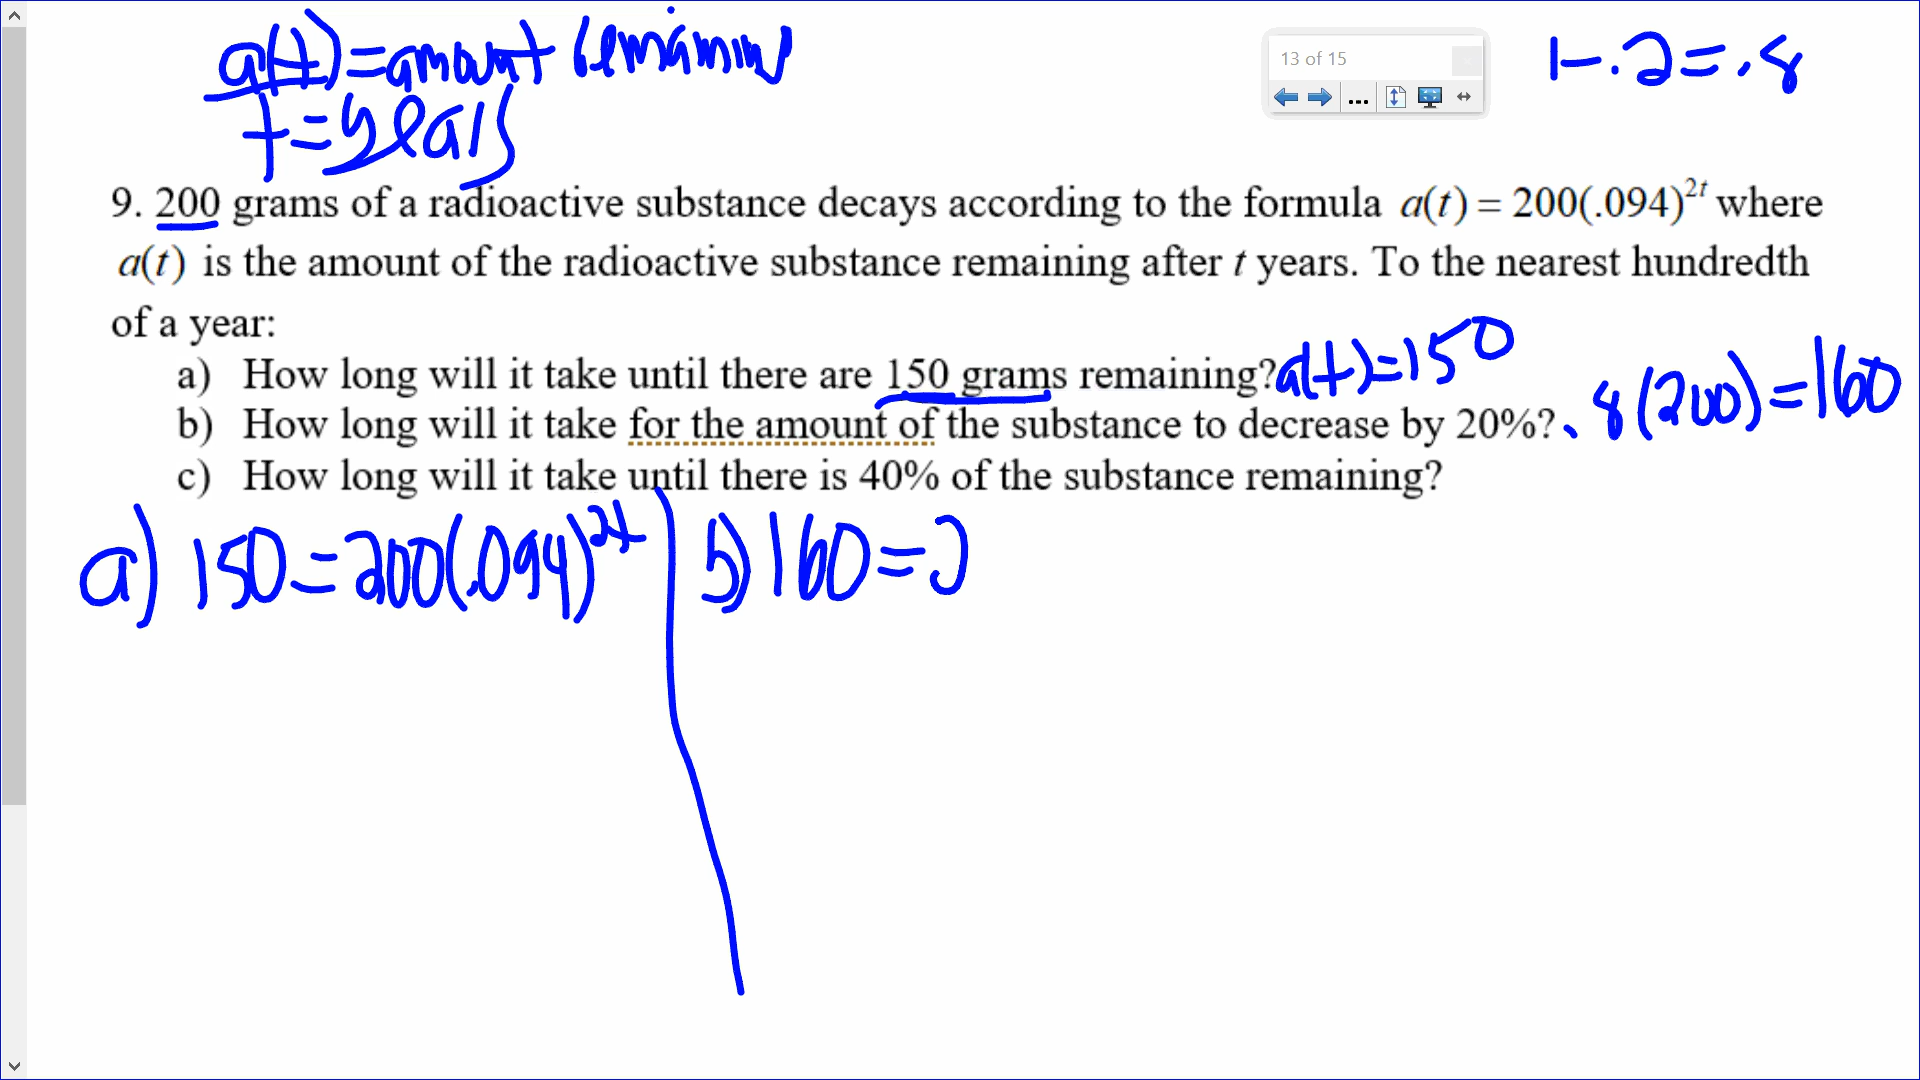 a(t)=amount remaining
t=years
13 of 15
1-.2=.8
9. 200 grams of a radioactive substance decays according to the formula a(t) = 200(.094)^{2t} where
a(t) is the amount of the radioactive substance remaining after t years. To the nearest hundredth
of a year:
a) How long will it take until there are 150 grams remaining? a(t)=150
b) How long will it take for the amount of the substance to decrease by 20%? .8(200)=160
c) How long will it take until there is 40% of the substance remaining?
a) 150=200(.094)^{2t}
b) 160=